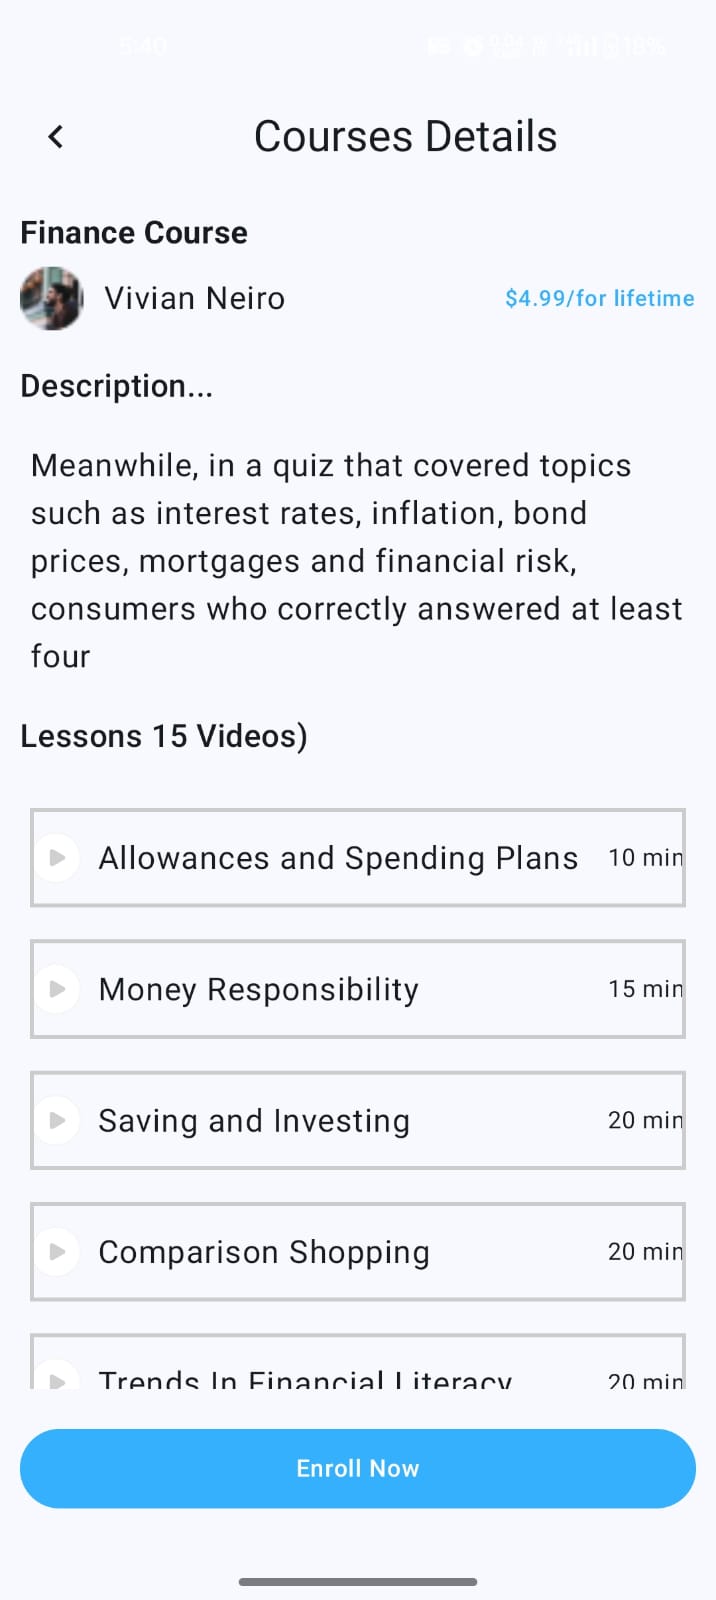 5:40
18%
Courses Details
Finance Course
Vivian Neiro
$4.99/for lifetime
Description...
Meanwhile, in a quiz that covered topics
such as interest rates, inflation, bond
prices, mortgages and financial risk,
consumers who correctly answered at least
four
Lessons 15 Videos)
Allowances and Spending Plans 10 min
Money Responsibility 15 min
Saving and Investing 20 min
Comparison Shopping 20 min
Trends In Financial Literacy 20 min
Enroll Now